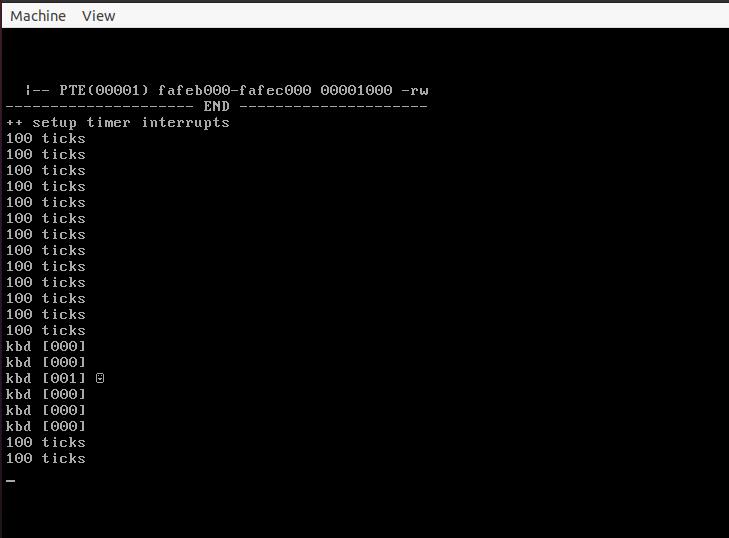 Machine View
|-- PTE(00001) fafeb000-fafec000 00001000 -rw
--------------------- END ---------------------
++ setup timer interrupts
100 ticks
100 ticks
100 ticks
100 ticks
100 ticks
100 ticks
100 ticks
100 ticks
100 ticks
100 ticks
100 ticks
100 ticks
100 ticks
kbd [000]
kbd [000]
kbd [001] ☺
kbd [000]
kbd [000]
kbd [000]
100 ticks
100 ticks
_